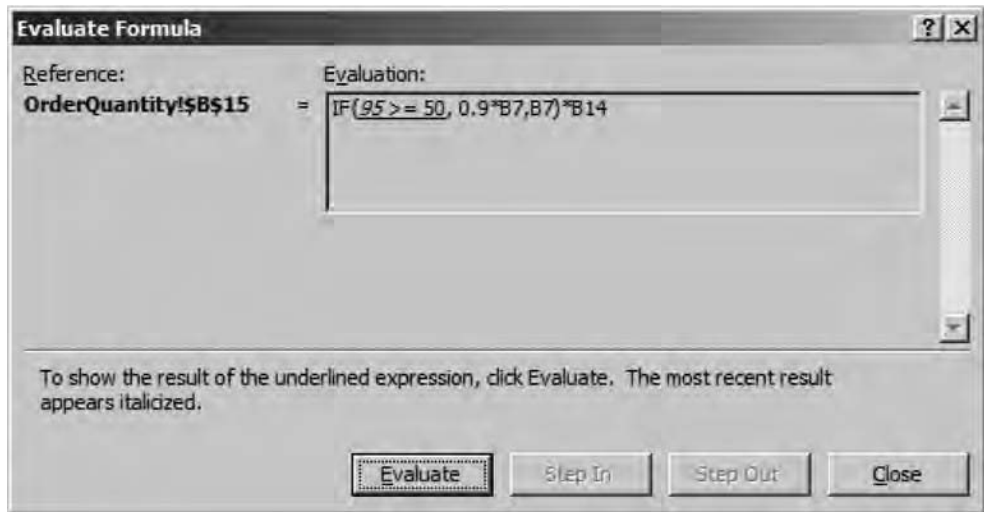 Evaluate Formula
Reference:
Evaluation:
OrderQuantity!$B$15 = IF(95 >= 50, 0.9*B7,B7)*B14
To show the result of the underlined expression, click Evaluate. The most recent result
appears italicized.
Evaluate Step In Step Out Close